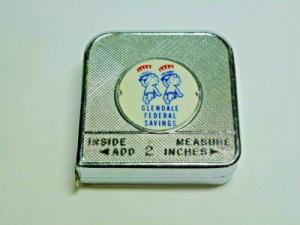 GLENDALE
FEDERAL
SAVINGS
INSIDE MEASURE
◄ADD 2 INCHES►